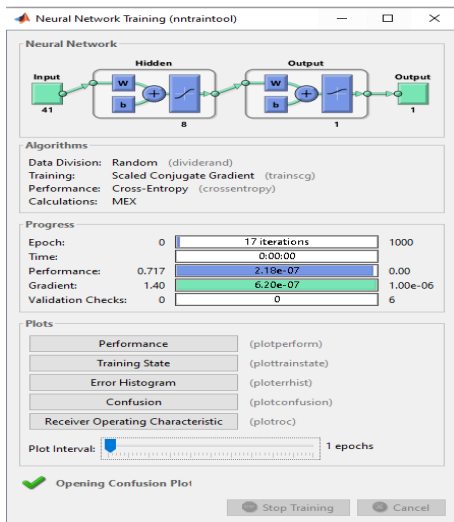 Neural Network Training (nntraintool)
Neural Network
Hidden Output
Input Output
W W
b b
41 8 1 1
Algorithms
Data Division: Random (dividerand)
Training: Scaled Conjugate Gradient (trainscg)
Performance: Cross-Entropy (crossentropy)
Calculations: MEX
Progress
Epoch: 0 17 iterations 1000
Time: 0:00:00
Performance: 0.717 2.18e-07 0.00
Gradient: 1.40 6.20e-07 1.00e-06
Validation Checks: 0 0 6
Plots
Performance (plotperform)
Training State (plottrainstate)
Error Histogram (ploterrhist)
Confusion (plotconfusion)
Receiver Operating Characteristic (plotroc)
Plot Interval: 1 epochs
Opening Confusion Plot
Stop Training Cancel